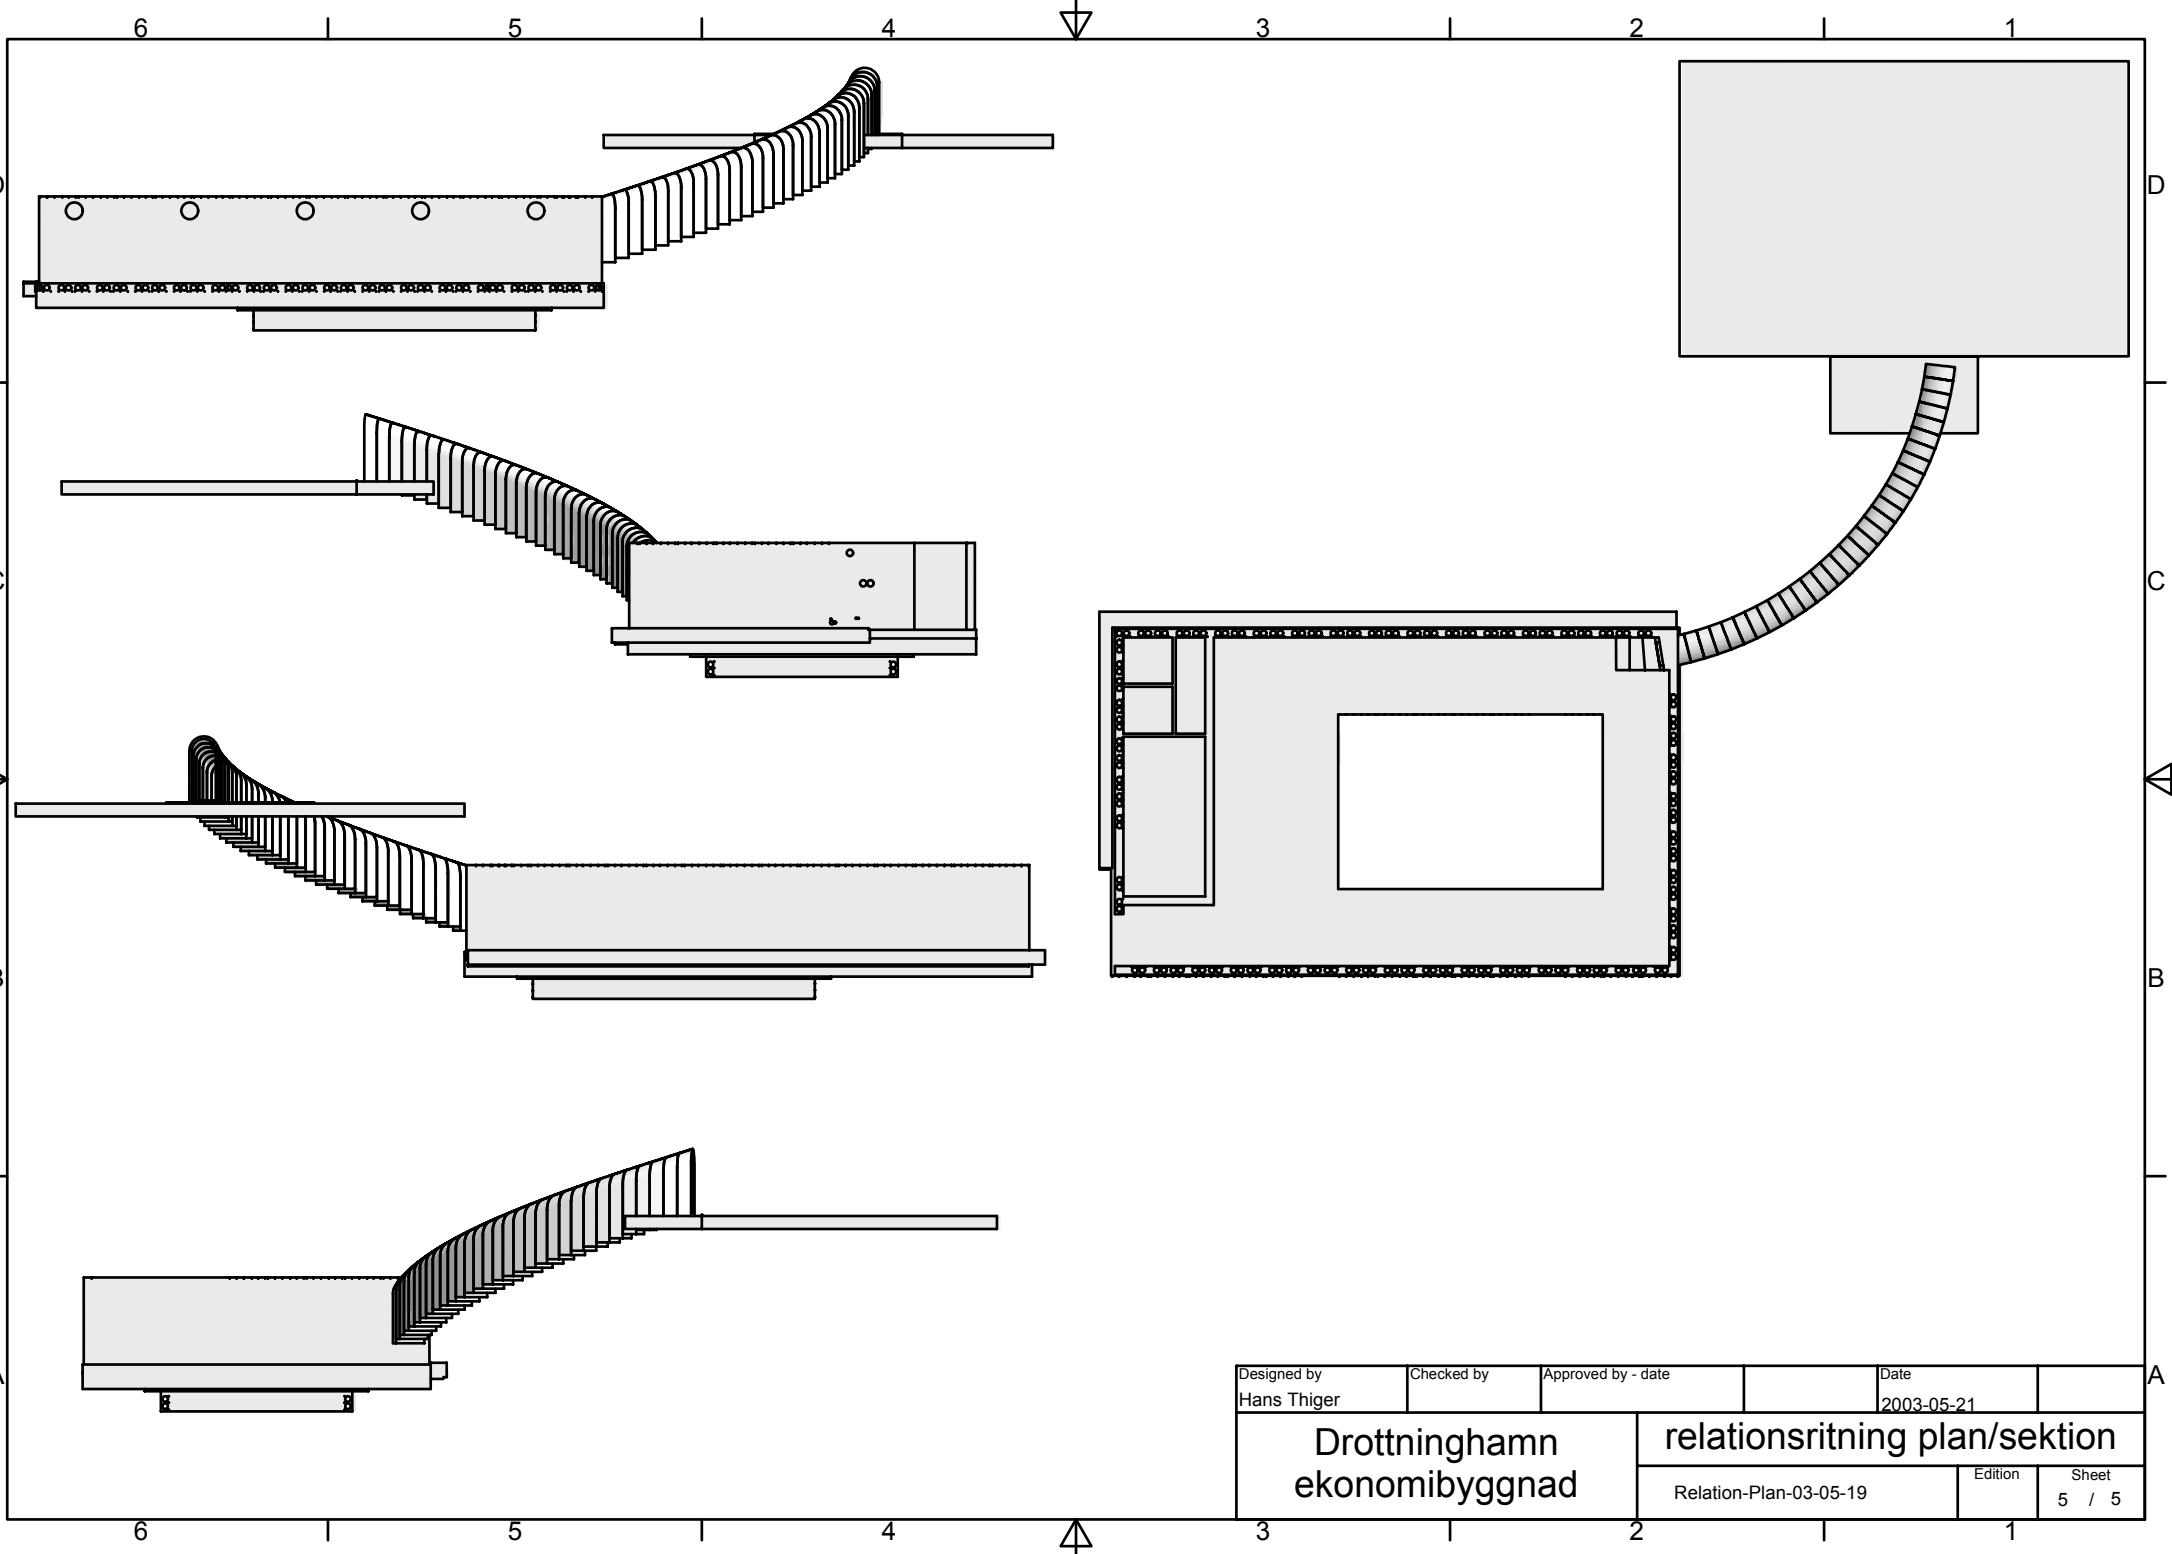 6 5 4 3 2 1
D
D
C
C
B
B
A
A
Designed by
Hans Thiger
Checked by
Approved by - date
Date
2003-05-21
Drottninghamn
ekonomibyggnad
relationsritning plan/sektion
Relation-Plan-03-05-19
Edition
Sheet
5 / 5
6 5 4 3 2 1